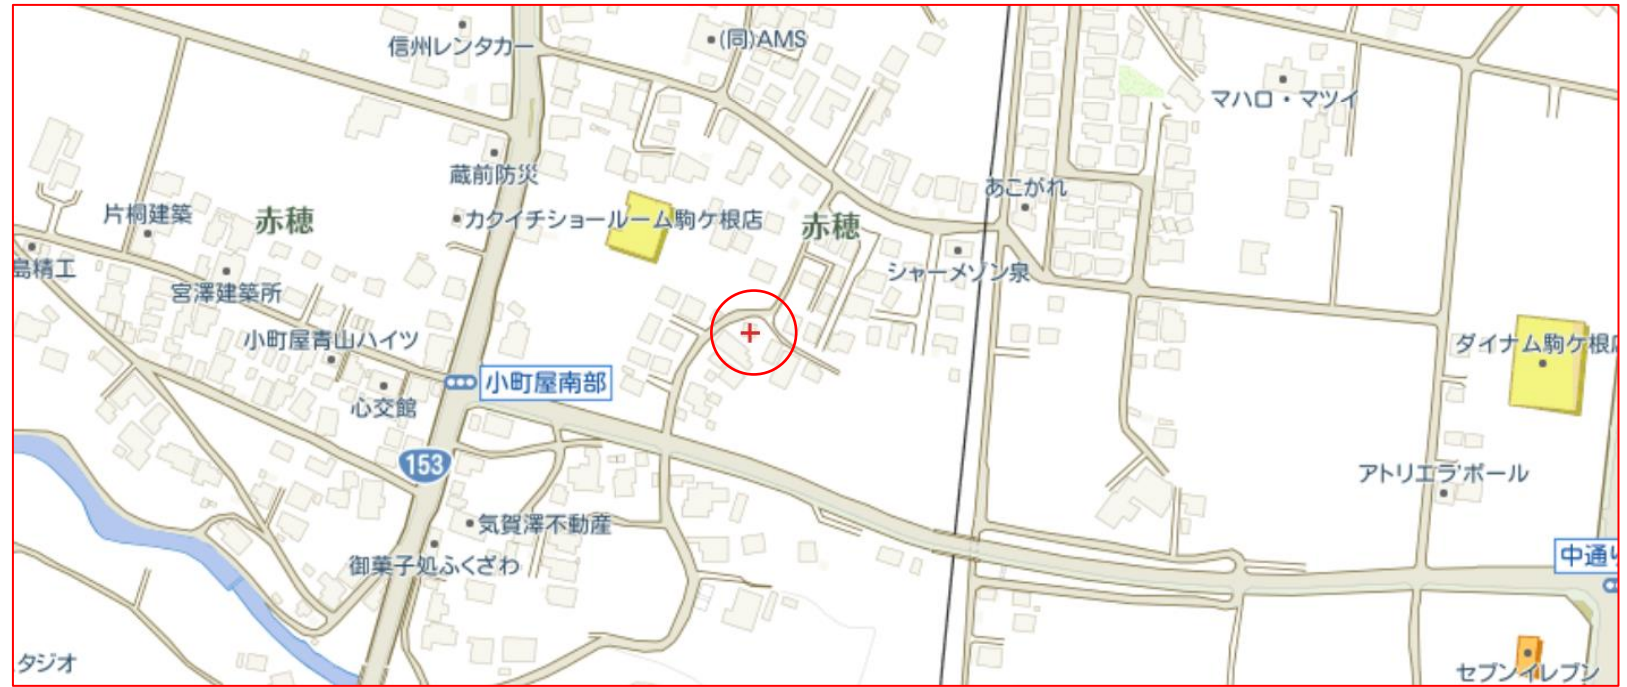 信州レンタカー
(同)AMS
マハロ・マツイ
蔵前防災
あこがれ
片桐建築
赤穂
カクイチショールーム駒ケ根店
赤穂
島精工
宮澤建築所
シャーメゾン泉
小町屋青山ハイツ
ダイナム駒ケ根
小町屋南部
心交館
153
アトリエラ・ポール
気賀澤不動産
御菓子処ふくざわ
中通り
タジオ
セブンイレブン